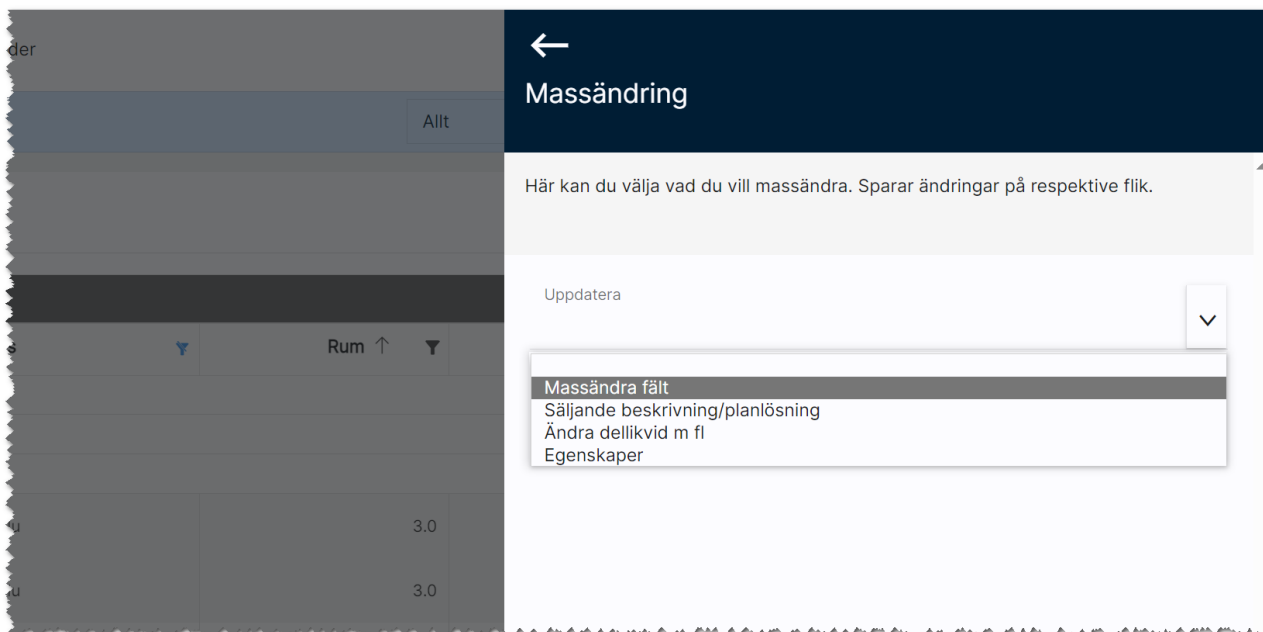 der
Massändring
Allt
Här kan du välja vad du vill massändra. Sparar ändringar på respektive flik.
Uppdatera
Rum
Massändra fält
Säljande beskrivning/planlösning
Ändra dellikvid m fl
Egenskaper
3.0
3.0